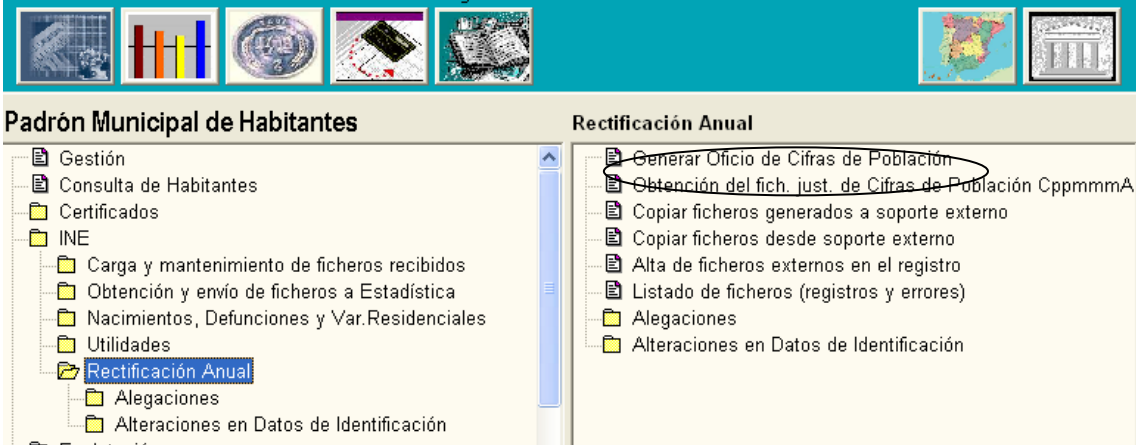 Padrón Municipal de Habitantes
Gestión
Consulta de Habitantes
Certificados
INE
Carga y mantenimiento de ficheros recibidos
Obtención y envío de ficheros a Estadística
Nacimientos, Defunciones y Var.Residenciales
Utilidades
Rectificación Anual
Alegaciones
Alteraciones en Datos de Identificación
Rectificación Anual
Generar Oficio de Cifras de Población
Obtención del fich. just. de Cifras de Población CppmmmA
Copiar ficheros generados a soporte externo
Copiar ficheros desde soporte externo
Alta de ficheros externos en el registro
Listado de ficheros (registros y errores)
Alegaciones
Alteraciones en Datos de Identificación